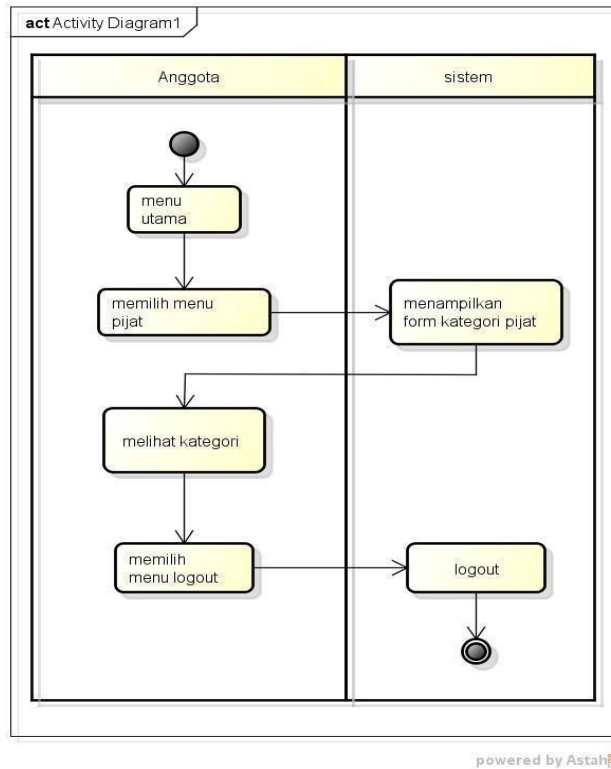 act Activity Diagram1
Anggota
sistem
menu
utama
memilih menu
pijat
menampilkan
form kategori pijat
melihat kategori
memilih
menu logout
logout
powered by Astah